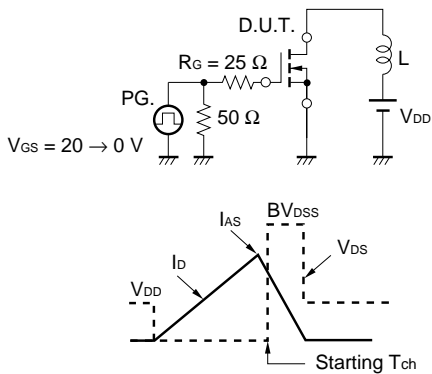 D.U.T.
RG = 25 Ω
L
PG.
50 Ω
VDD
VGS = 20 → 0 V
BVDSS
IAS
ID
VDS
VDD
Starting Tch